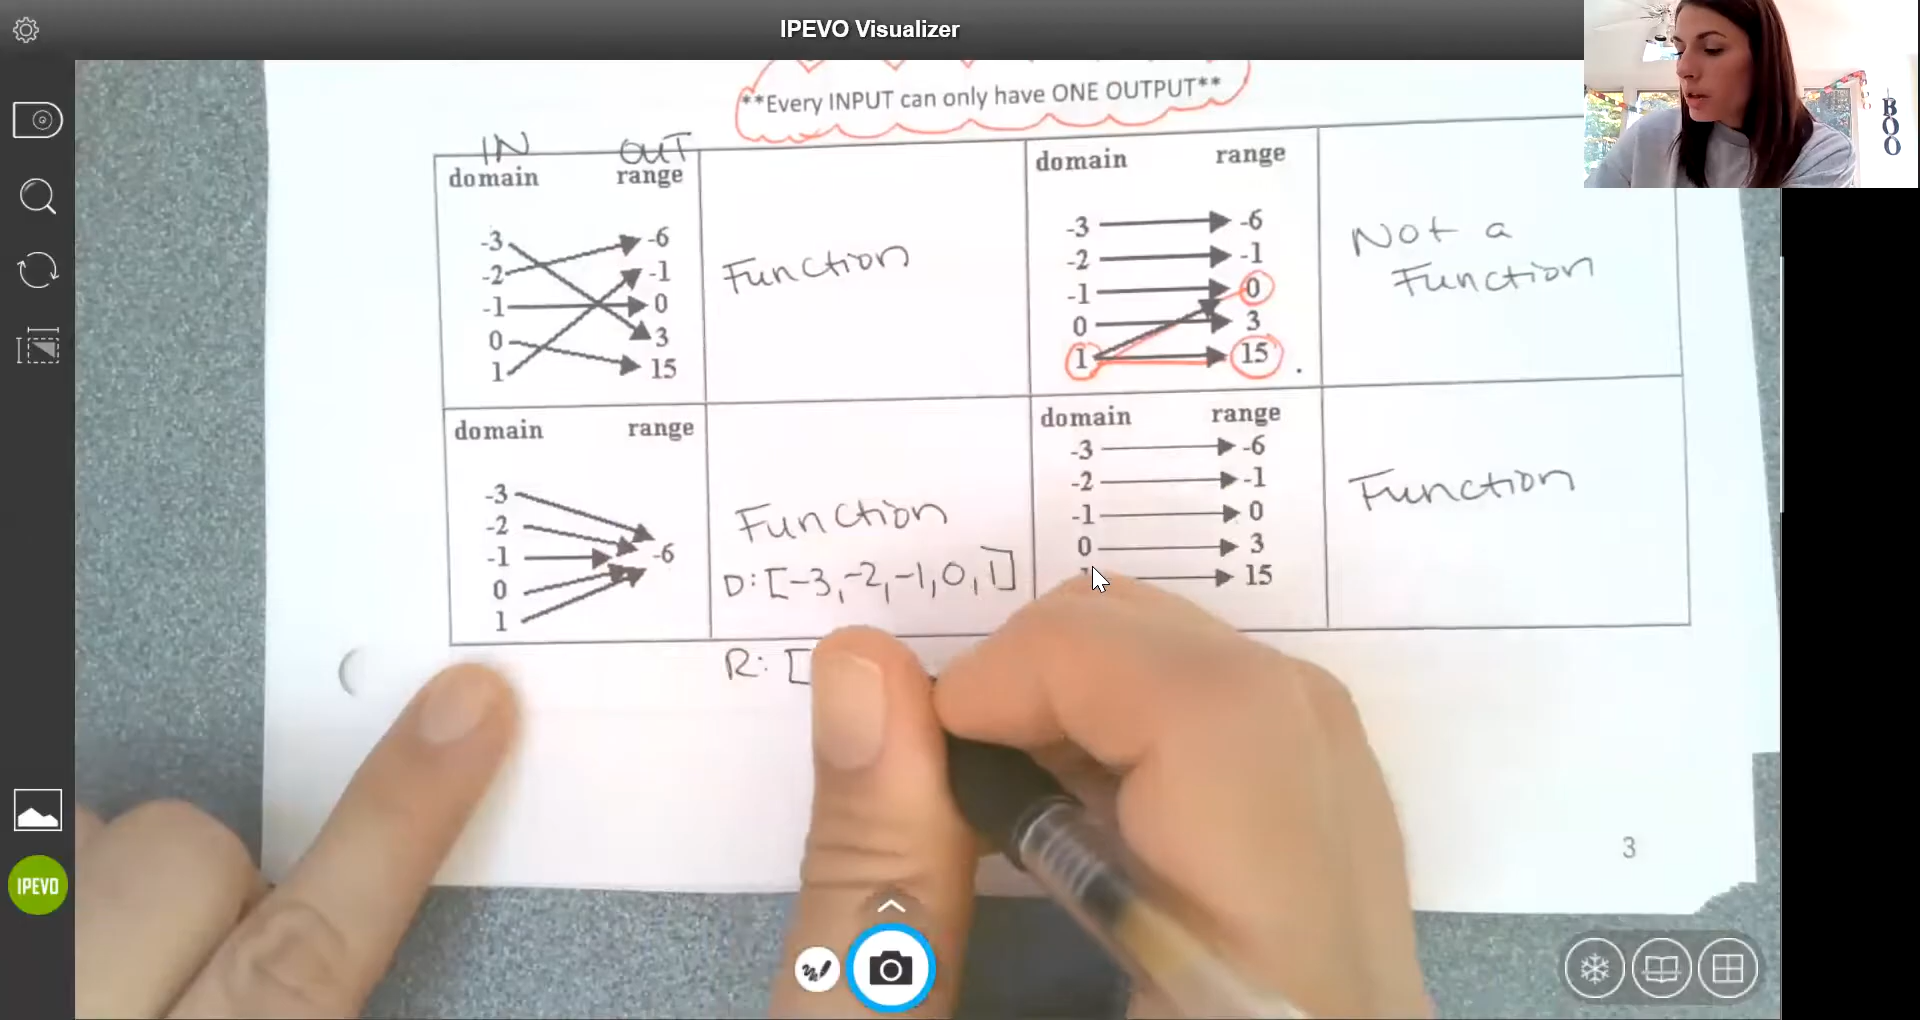 IPEVO Visualizer
**Every INPUT can only have ONE OUTPUT**
IN OUT
domain range
-3 -6
-2 -1
-1 0
0 3
1 15
Function
domain range
-3 -6
-2 -1
-1 0
0 3
1 15 .
Not a
Function
domain range
-3
-2
-1 -6
0
1
Function
D: [-3, -2, -1, 0, 1]
R: [
domain range
-3 -6
-2 -1
-1 0
0 3
15
Function
3
BOO
IPEVO